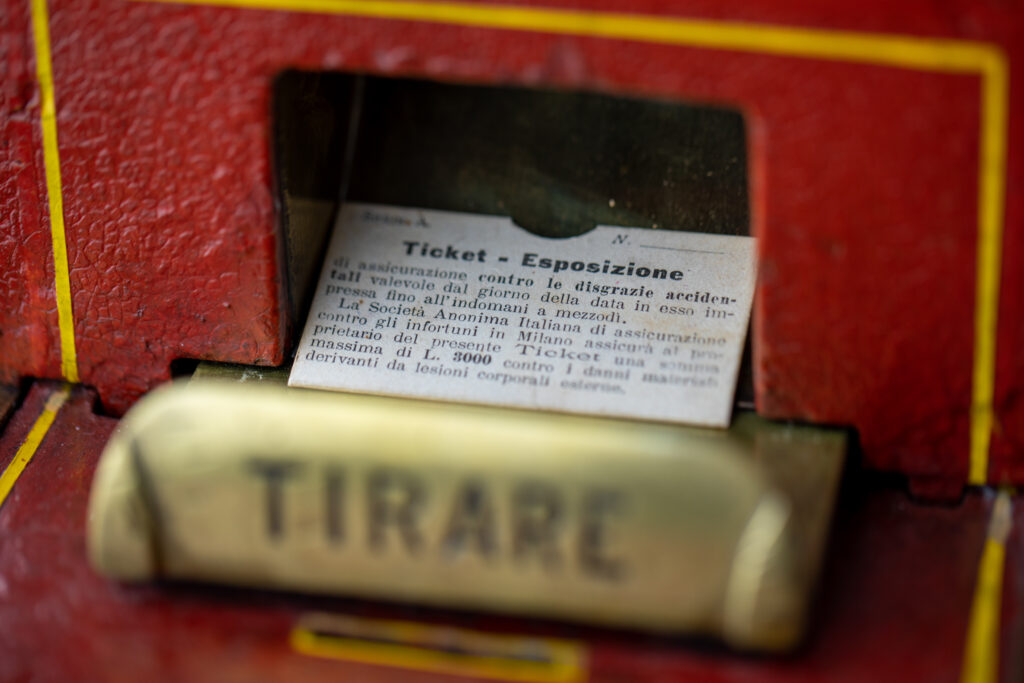 N.
Ticket - Esposizione
di assicurazione contro le disgrazie acciden-
tali valevole dal giorno della data in esso im-
pressa fino all'indomani a mezzodì.
La Società Anonima Italiana di assicurazione
contro gli infortuni in Milano assicura al pro-
prietario del presente Ticket una somma
massima di L. 3000 contro i danni materiali
derivanti da lesioni corporali esterne.
TIRARE